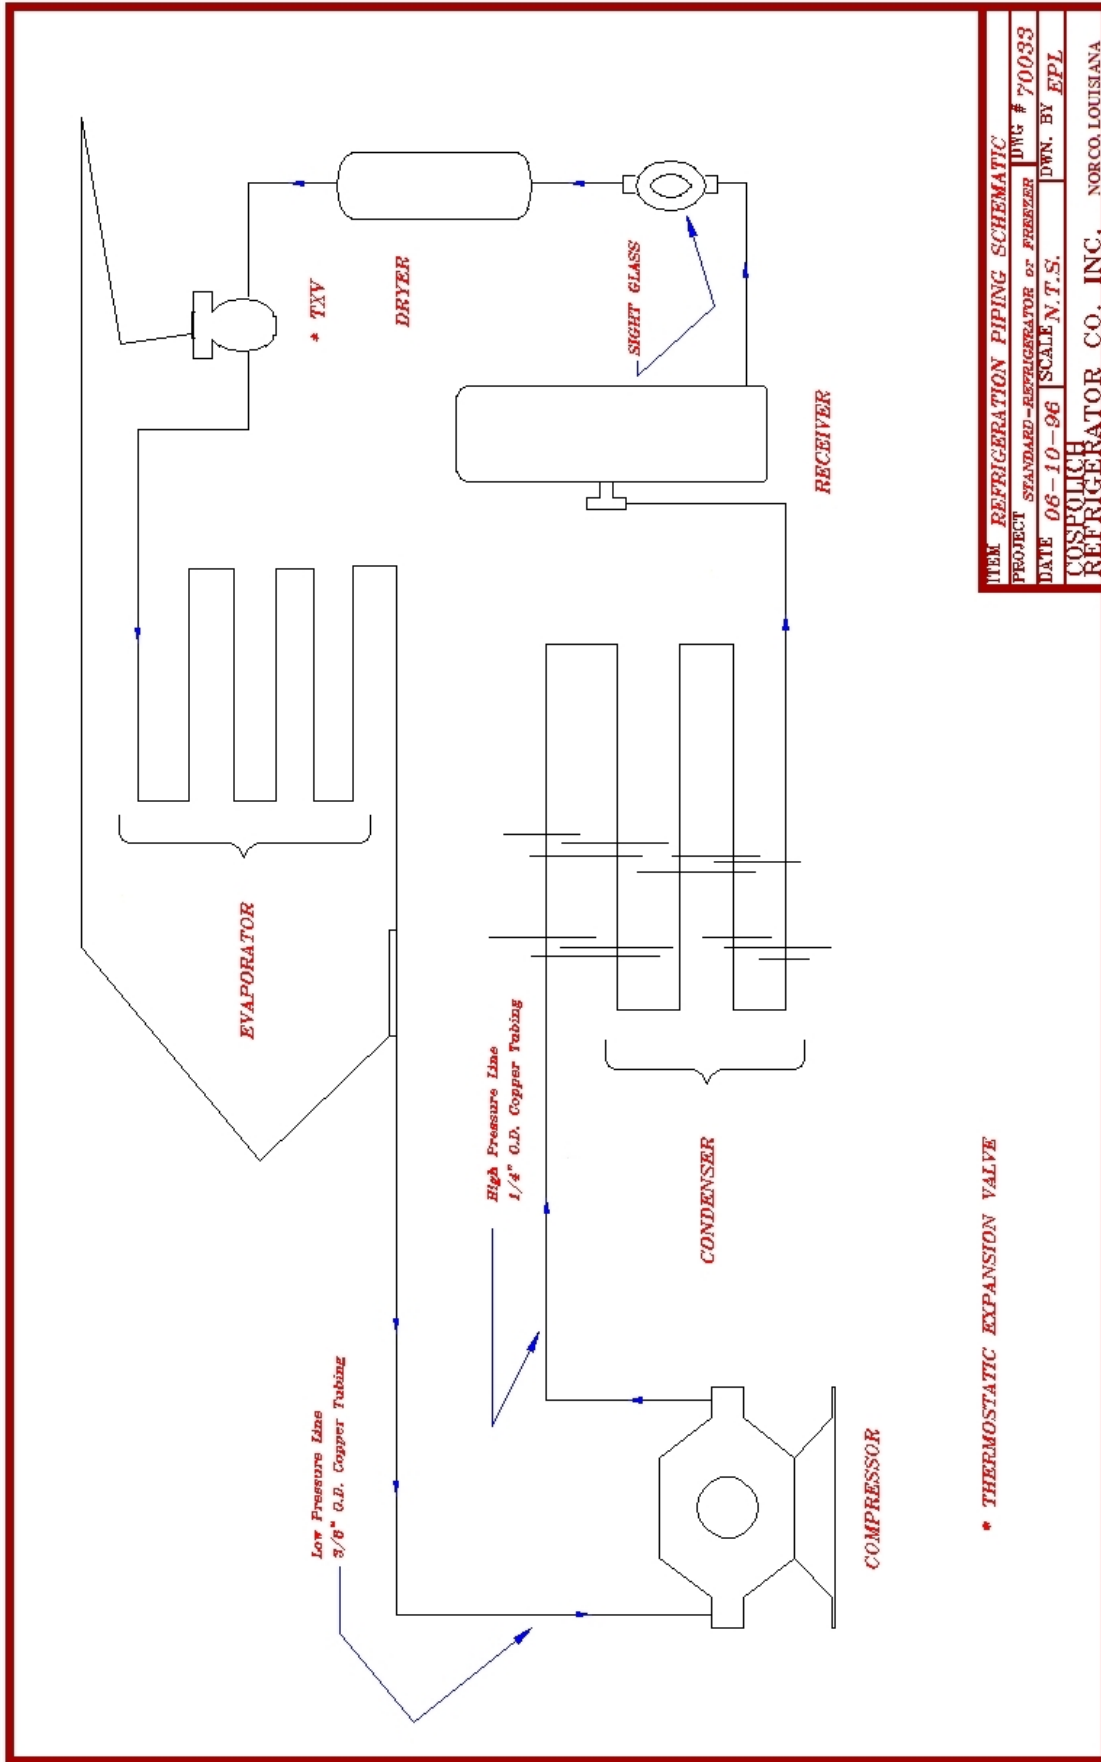 * TXV
DRYER
SIGHT GLASS
RECEIVER
EVAPORATOR
High Pressure Line
1/4" O.D. Copper Tubing
CONDENSER
Low Pressure Line
3/8" O.D. Copper Tubing
COMPRESSOR
* THERMOSTATIC EXPANSION VALVE
ITEM REFRIGERATION PIPING SCHEMATIC
PROJECT STANDARD-REFRIGERATOR or FREEZER DWG # 70033
DATE 06-10-96 SCALE N.T.S. DWN. BY EPL
COSPOLICH
REFRIGERATOR CO. INC. NORCO, LOUISIANA